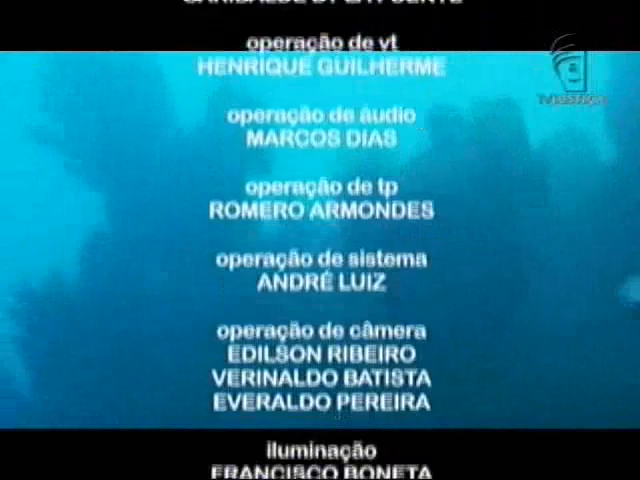 operação de vt
HENRIQUE GUILHERME
TVJUSTIÇA
operação de áudio
MARCOS DIAS
operação de tp
ROMERO ARMONDES
operação de sistema
ANDRÉ LUIZ
operação de câmera
EDILSON RIBEIRO
VERINALDO BATISTA
EVERALDO PEREIRA
iluminação
FRANCISCO BONETA